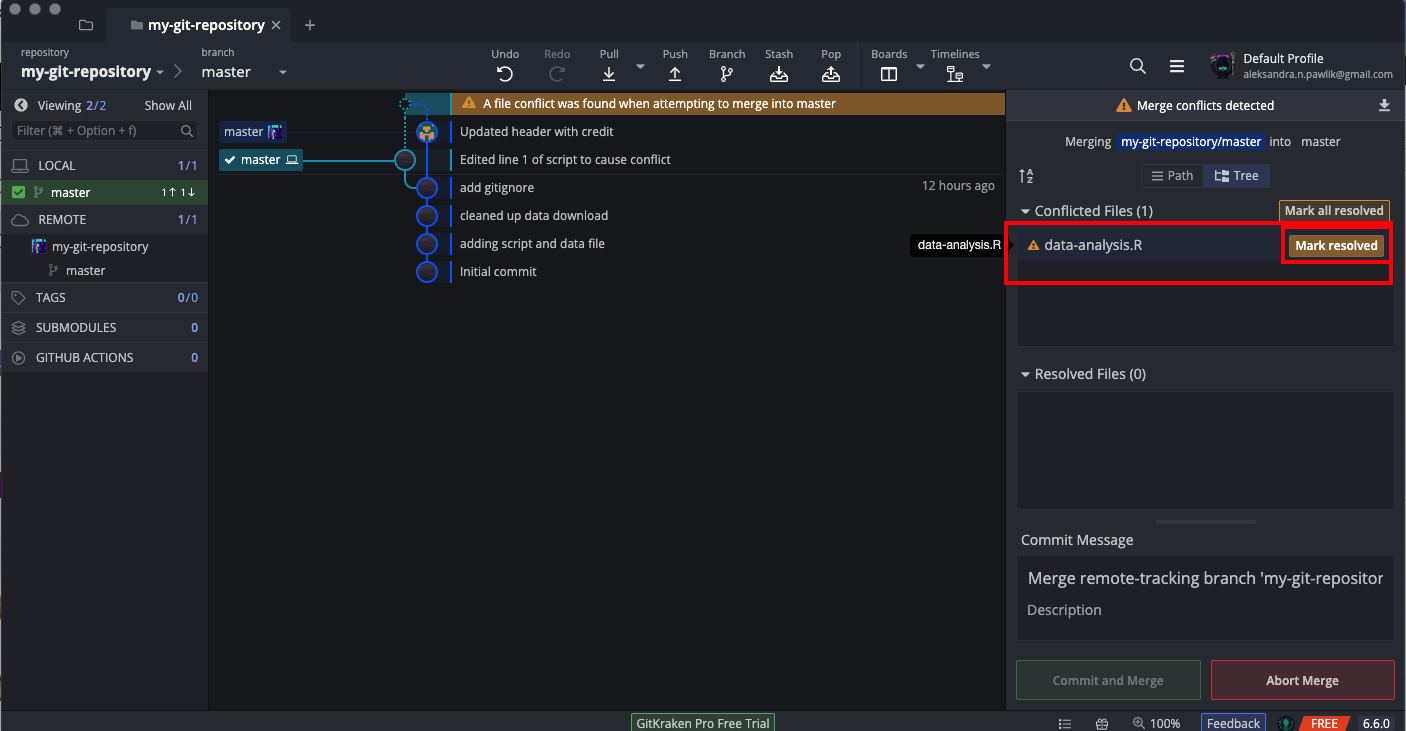 my-git-repository
repository
my-git-repository
branch
master
Undo
Redo
Pull
Push
Branch
Stash
Pop
Boards
Timelines
Default Profile
aleksandra.n.pawlik@gmail.com
Viewing 2/2
Show All
Filter (⌘ + Option + f)
LOCAL
1/1
master
1↑ 1↓
REMOTE
1/1
my-git-repository
master
TAGS
0/0
SUBMODULES
0
GITHUB ACTIONS
0
A file conflict was found when attempting to merge into master
master
Updated header with credit
master
Edited line 1 of script to cause conflict
add gitignore
12 hours ago
cleaned up data download
adding script and data file
Initial commit
data-analysis.R
Merge conflicts detected
Merging my-git-repository/master into master
Path
Tree
Conflicted Files (1)
Mark all resolved
data-analysis.R
Mark resolved
Resolved Files (0)
Commit Message
Merge remote-tracking branch 'my-git-repositor
Description
Commit and Merge
Abort Merge
GitKraken Pro Free Trial
100%
Feedback
FREE
6.6.0